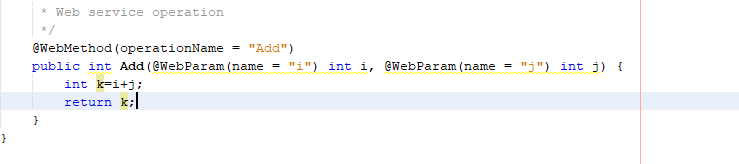 * Web service operation
*/
@WebMethod(operationName = "Add")
public int Add(@WebParam(name = "i") int i, @WebParam(name = "j") int j) {
int k=i+j;
return k;
}
}